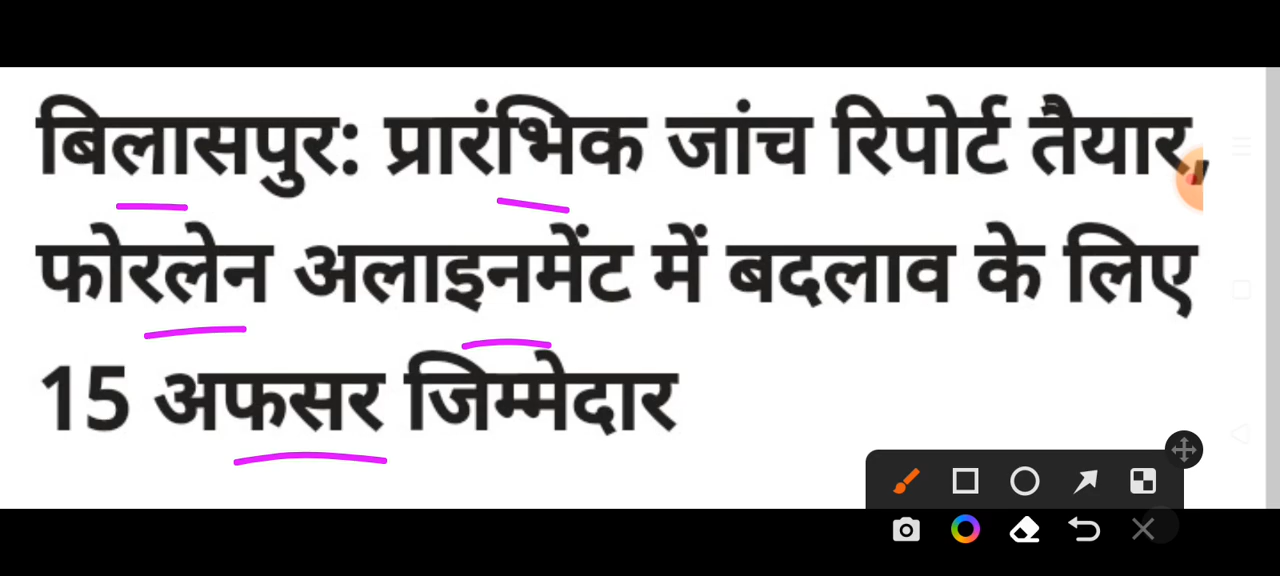 बिलासपुर: प्रारंभिक जांच रिपोर्ट तैयार,
फोरलेन अलाइनमेंट में बदलाव के लिए
15 अफसर जिम्मेदार